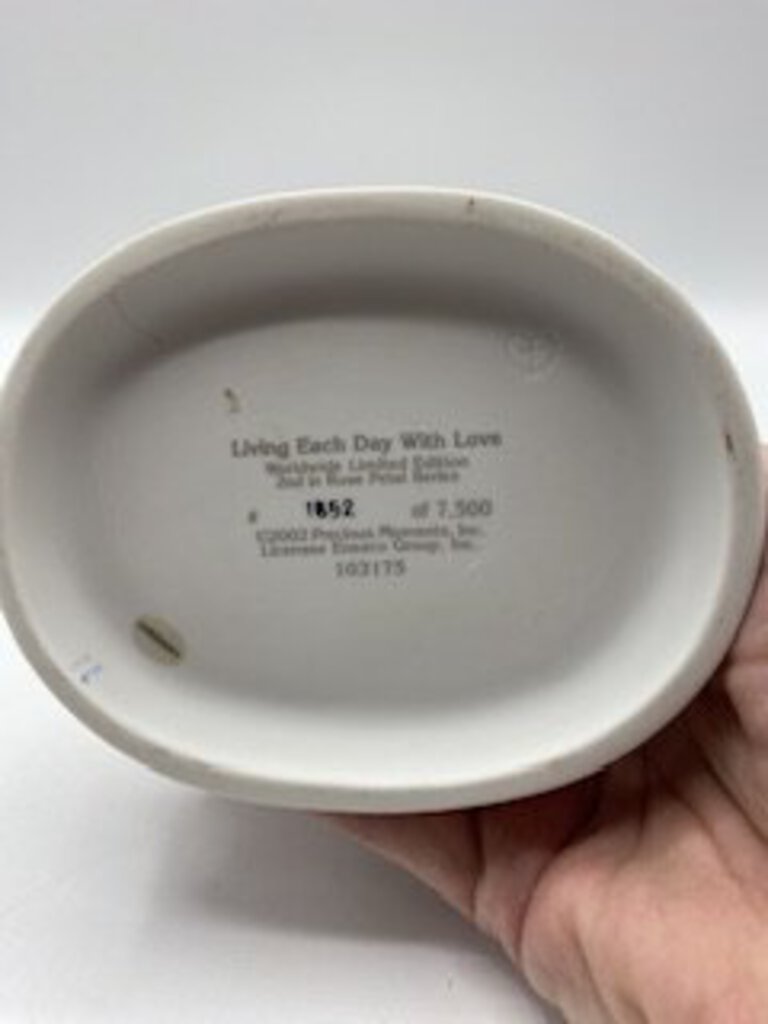 Living Each Day With Love
Worldwide Limited Edition
2nd in Rose Petal Series
# 1852 of 7,500
©2002 Precious Moments, Inc.
Licensee Enesco Group, Inc.
103175